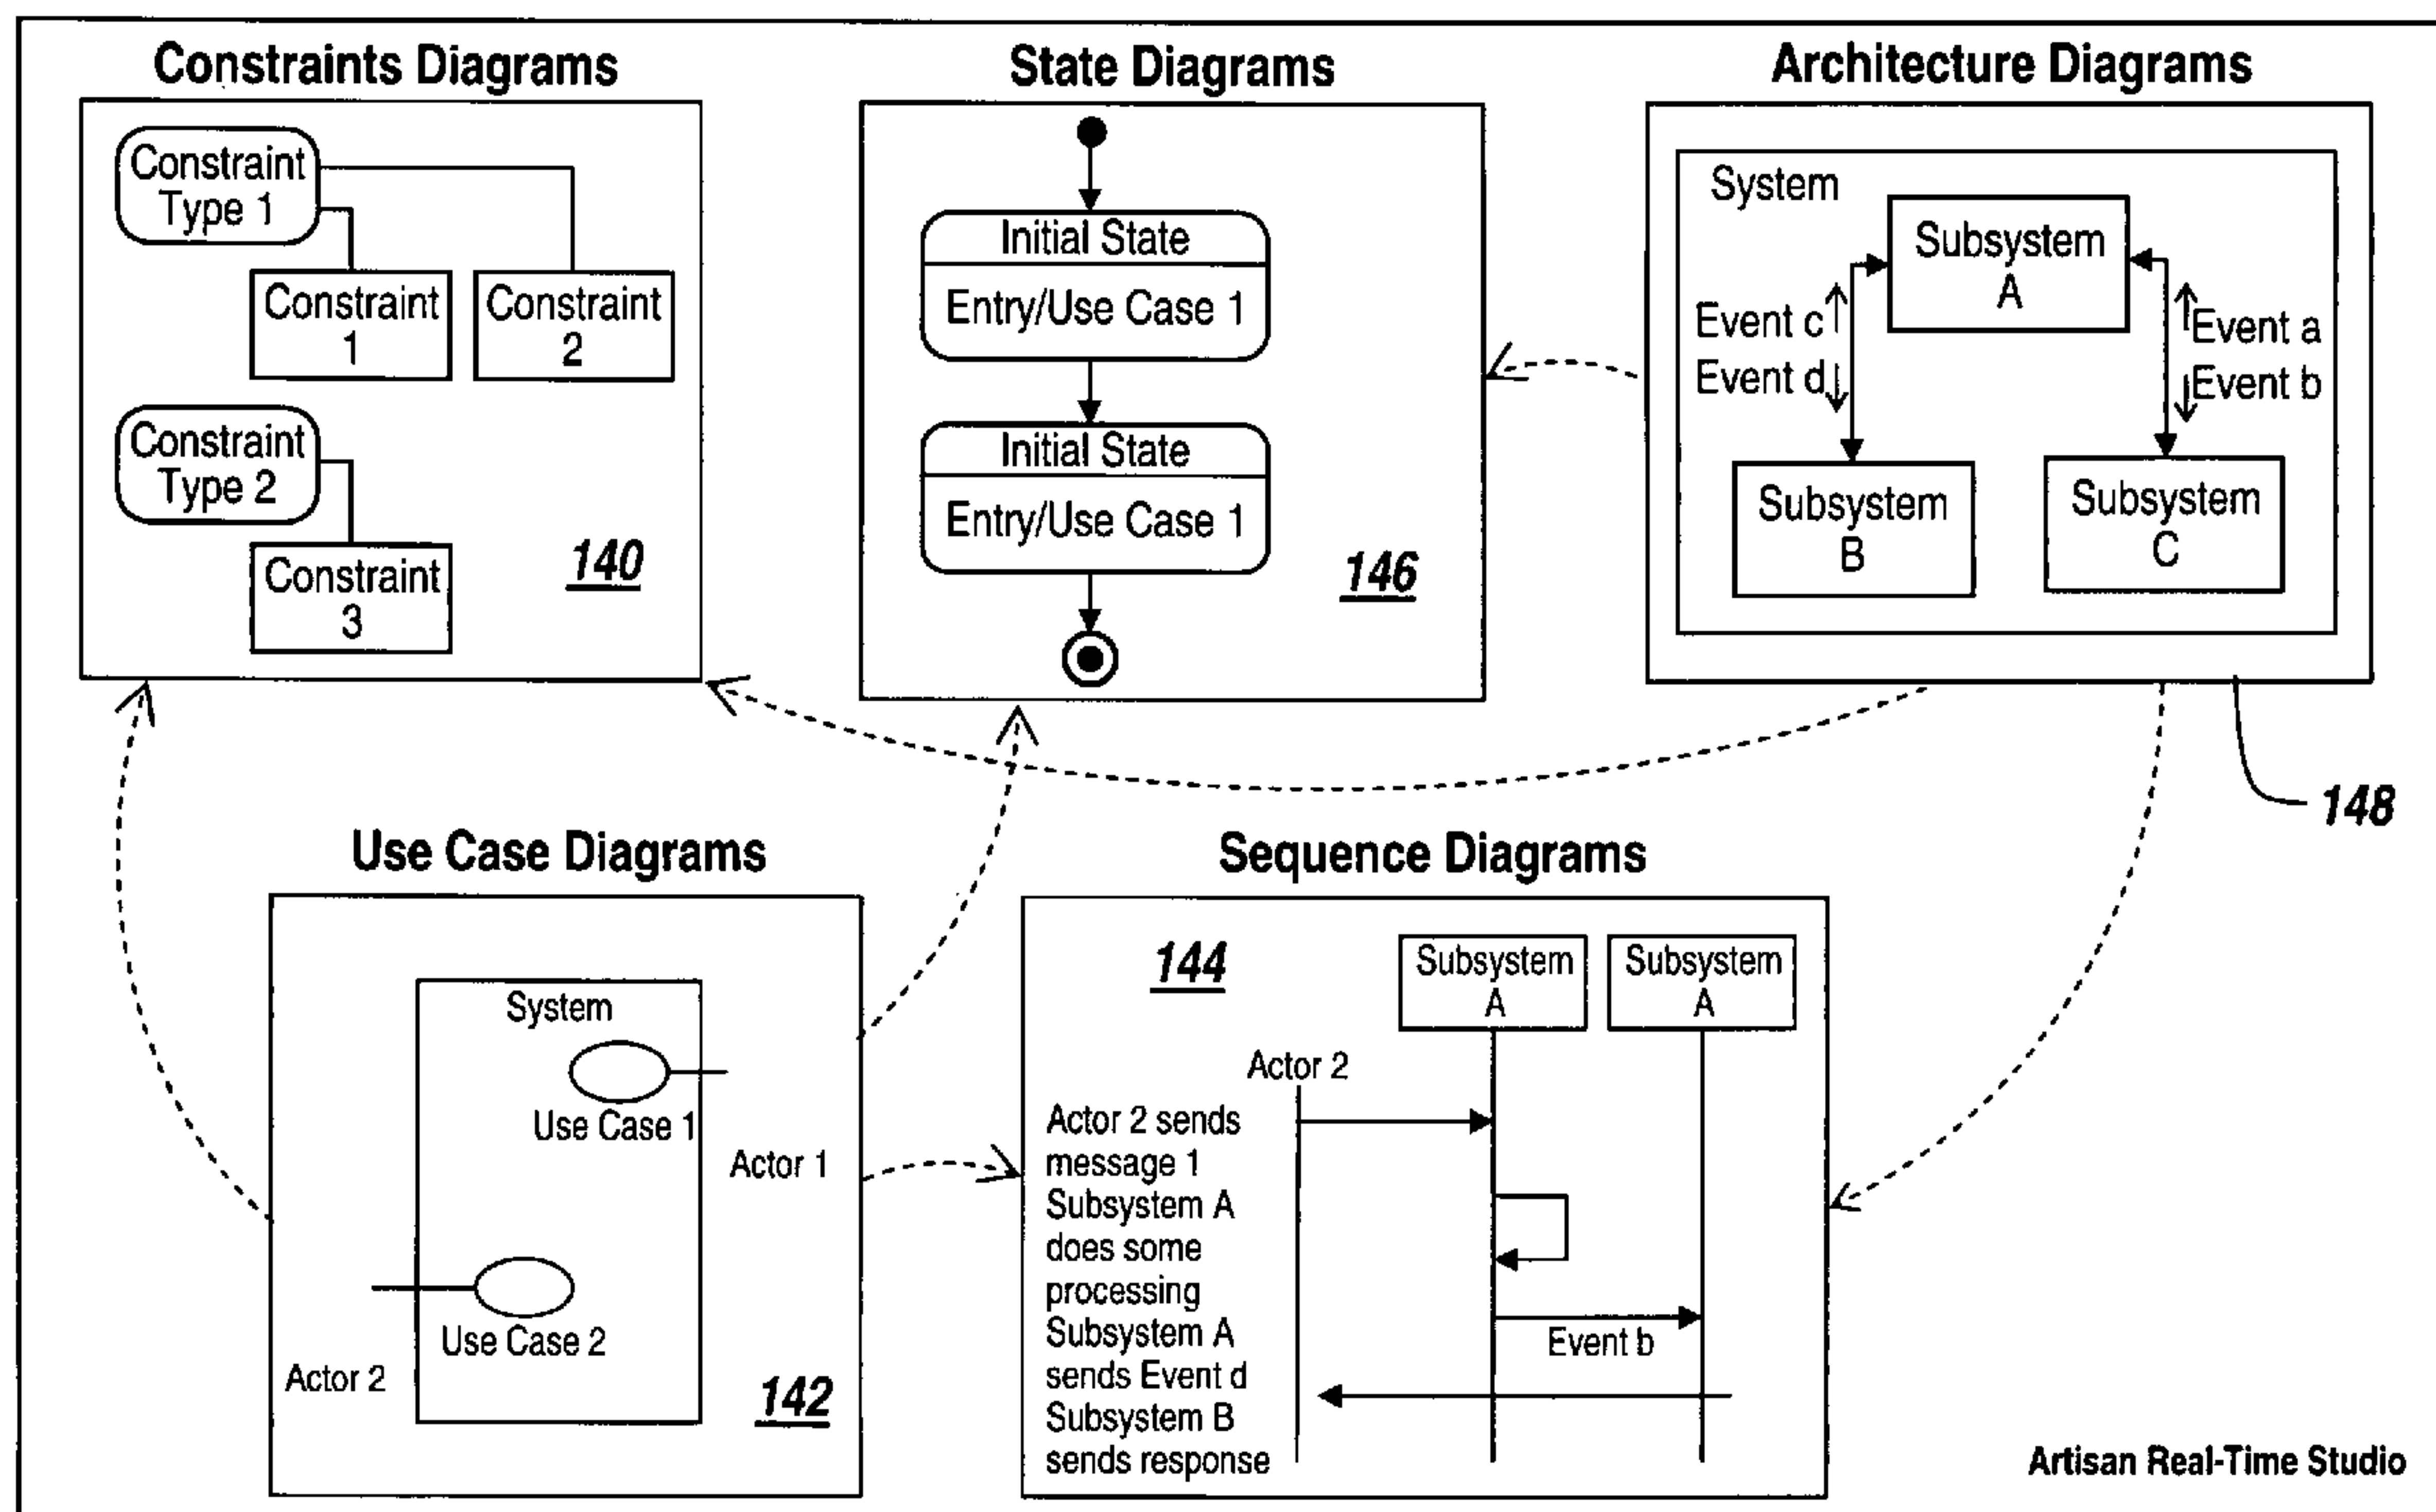 Constraints Diagrams
Constraint
Type 1
Constraint
1
Constraint
2
Constraint
Type 2
Constraint
3
140
State Diagrams
Initial State
Entry/Use Case 1
Initial State
Entry/Use Case 1
146
Architecture Diagrams
System
Subsystem
A
Event c
Event d
Event a
Event b
Subsystem
B
Subsystem
C
148
Use Case Diagrams
System
Use Case 1
Actor 1
Use Case 2
Actor 2
142
Sequence Diagrams
144
Subsystem
A
Subsystem
A
Actor 2
Actor 2 sends
message 1
Subsystem A
does some
processing
Subsystem A
sends Event d
Subsystem B
sends response
Event b
Artisan Real-Time Studio